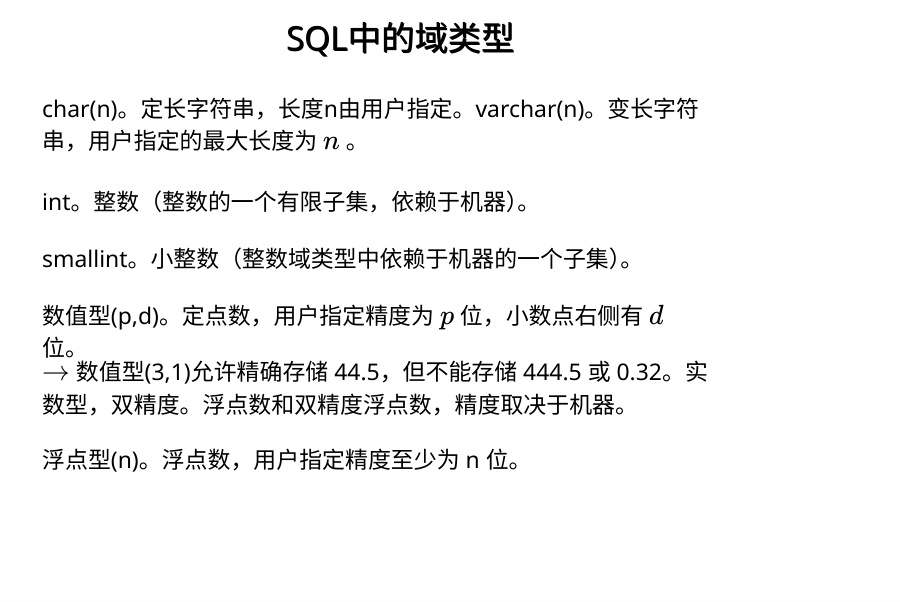 SQL中的域类型
char(n)。定长字符串，长度n由用户指定。varchar(n)。变长字符
串，用户指定的最大长度为 n 。
int。整数（整数的一个有限子集，依赖于机器）。
smallint。小整数（整数域类型中依赖于机器的一个子集）。
数值型(p,d)。定点数，用户指定精度为 p 位，小数点右侧有 d
位。
→ 数值型(3,1)允许精确存储 44.5，但不能存储 444.5 或 0.32。实
数型，双精度。浮点数和双精度浮点数，精度取决于机器。
浮点型(n)。浮点数，用户指定精度至少为 n 位。